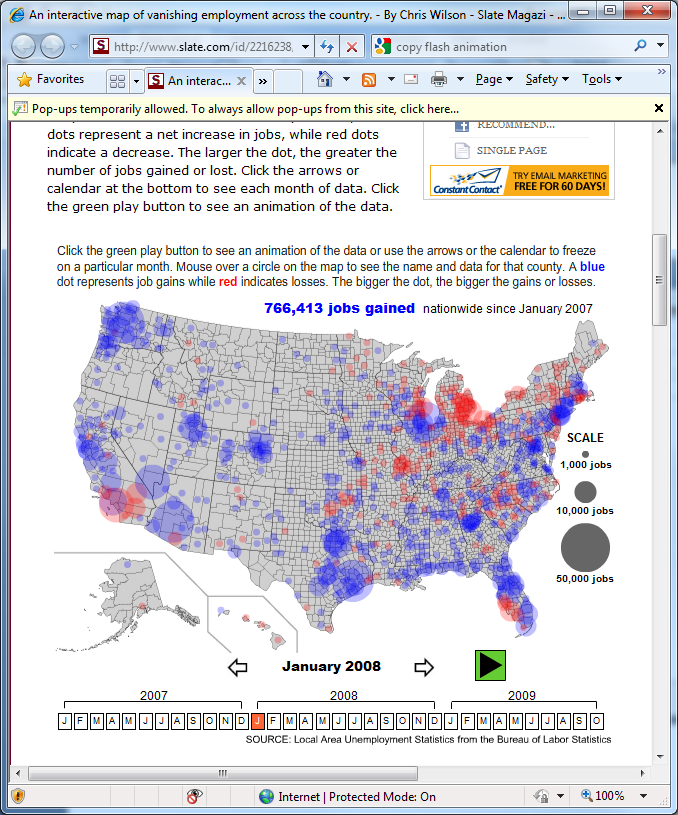 An interactive map of vanishing employment across the country. - By Chris Wilson - Slate Magazi - ...
http://www.slate.com/id/2216238,
copy flash animation
Favorites
An interac...
Page
Safety
Tools
Pop-ups temporarily allowed. To always allow pop-ups from this site, click here...
dots represent a net increase in jobs, while red dots
indicate a decrease. The larger the dot, the greater the
number of jobs gained or lost. Click the arrows or
calendar at the bottom to see each month of data. Click
the green play button to see an animation of the data.
RECOMMEND...
SINGLE PAGE
Constant Contact
TRY EMAIL MARKETING
FREE FOR 60 DAYS!
Click the green play button to see an animation of the data or use the arrows or the calendar to freeze
on a particular month. Mouse over a circle on the map to see the name and data for that county. A blue
dot represents job gains while red indicates losses. The bigger the dot, the bigger the gains or losses.
766,413 jobs gained nationwide since January 2007
SCALE
1,000 jobs
10,000 jobs
50,000 jobs
January 2008
2007 2008 2009
J F M A M J J A S O N D J F M A M J J A S O N D J F M A M J J A S O
SOURCE: Local Area Unemployment Statistics from the Bureau of Labor Statistics
Internet | Protected Mode: On
100%